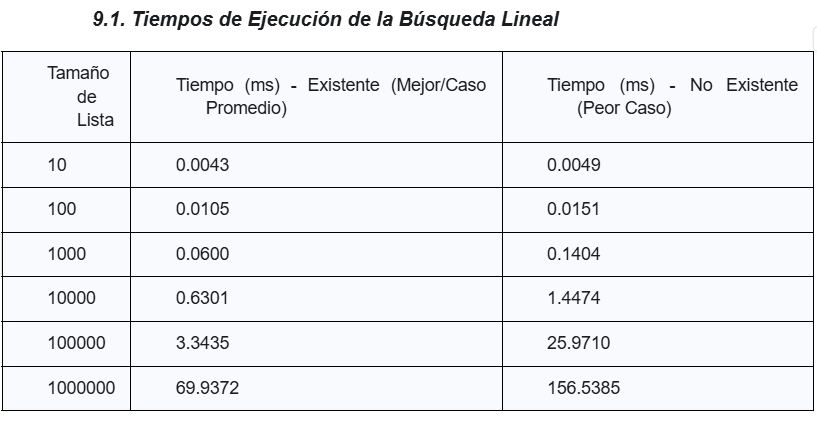 9.1. Tiempos de Ejecución de la Búsqueda Lineal
Tamaño
de
Lista
Tiempo (ms) - Existente (Mejor/Caso
Promedio)
Tiempo (ms) - No Existente
(Peor Caso)
10 0.0043 0.0049
100 0.0105 0.0151
1000 0.0600 0.1404
10000 0.6301 1.4474
100000 3.3435 25.9710
1000000 69.9372 156.5385